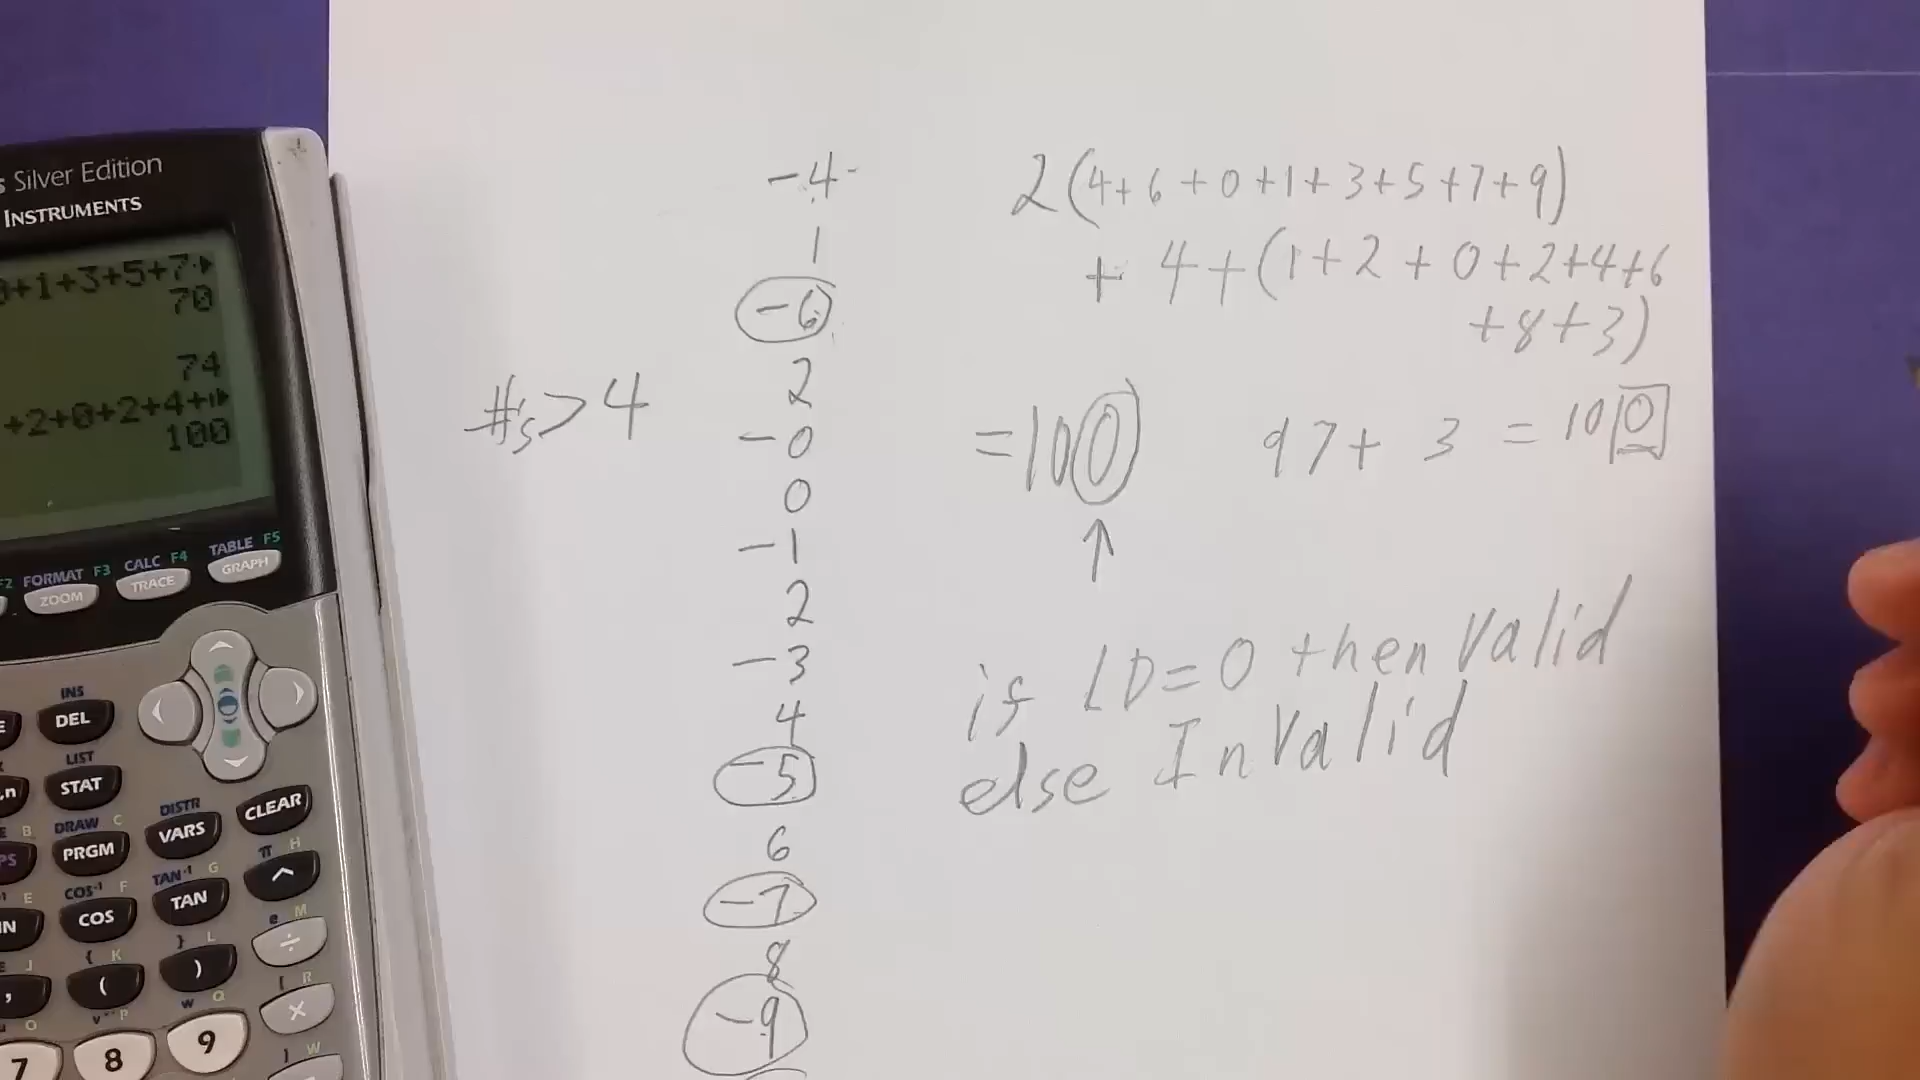 Silver Edition
INSTRUMENTS
0+1+3+5+7
70
74
+2+0+2+4+
100
F2 FORMAT F3 CALC F4 TABLE F5
ZOOM TRACE GRAPH
INS
DEL
LIST
STAT
DISTR
DRAW C
PRGM VARS CLEAR
COS⁻¹ F TAN⁻¹ G π H
COS TAN ^
{ K } L e M
( ) ÷
J
,
v P w Q [ R
7 8 9 ×
O
] W
-4
1
-6
2
-0
0
-1
2
-3
4
-5
6
-7
8
-9
#'s>4
2(4+6+0+1+3+5+7+9)
+ 4+(1+2+0+2+4+6
+8+3)
=100
97+ 3 = 100
↑
if LD=0 then Valid
else InValid